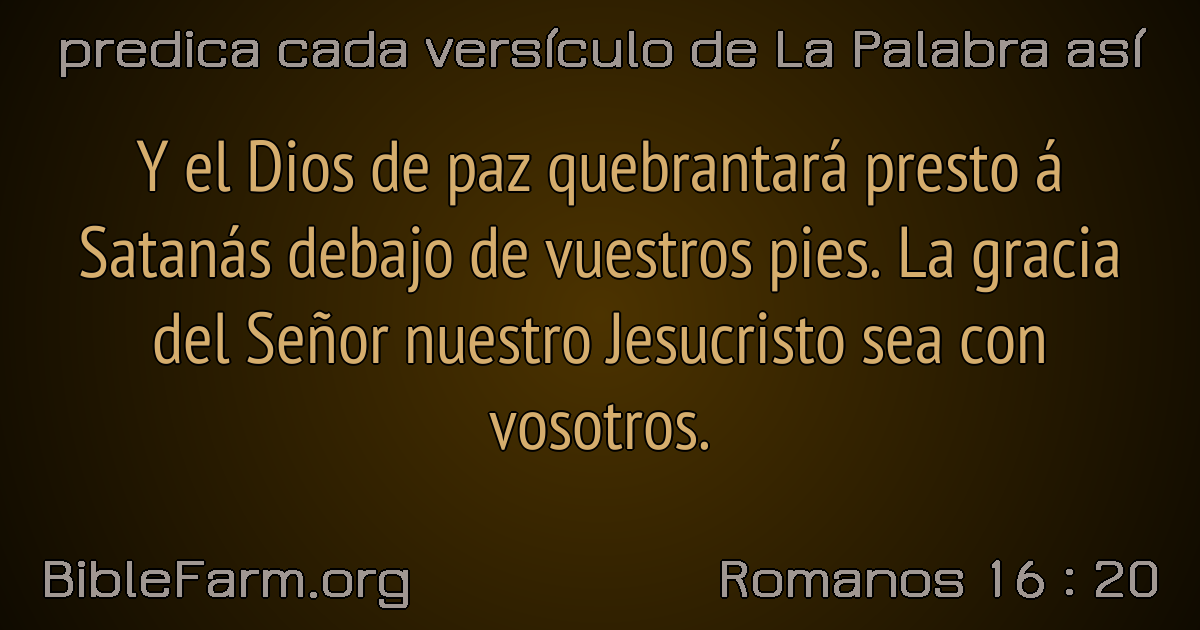 predica cada versículo de La Palabra así
Y el Dios de paz quebrantará presto á
Satanás debajo de vuestros pies. La gracia
del Señor nuestro Jesucristo sea con
vosotros.
BibleFarm.org
Romanos 16 : 20